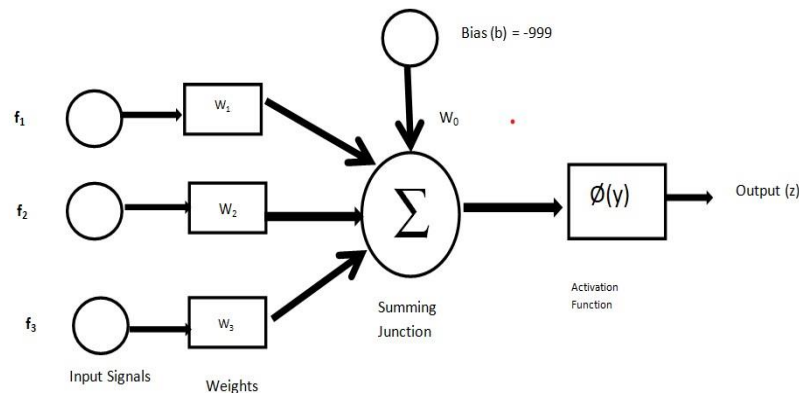 Bias (b) = -999
f₁
W₁
W₀
f₂
W₂
Σ
Ø(y)
Output (z)
f₃
W₃
Summing
Junction
Activation
Function
Input Signals
Weights